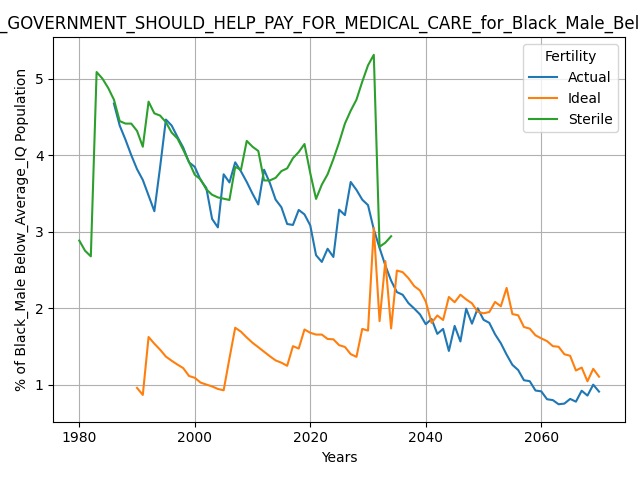 _GOVERNMENT_SHOULD_HELP_PAY_FOR_MEDICAL_CARE_for_Black_Male_Bel
% of Black_Male Below_Average_IQ Population
5
4
3
2
1
Fertility
Actual
Ideal
Sterile
1980 2000 2020 2040 2060
Years